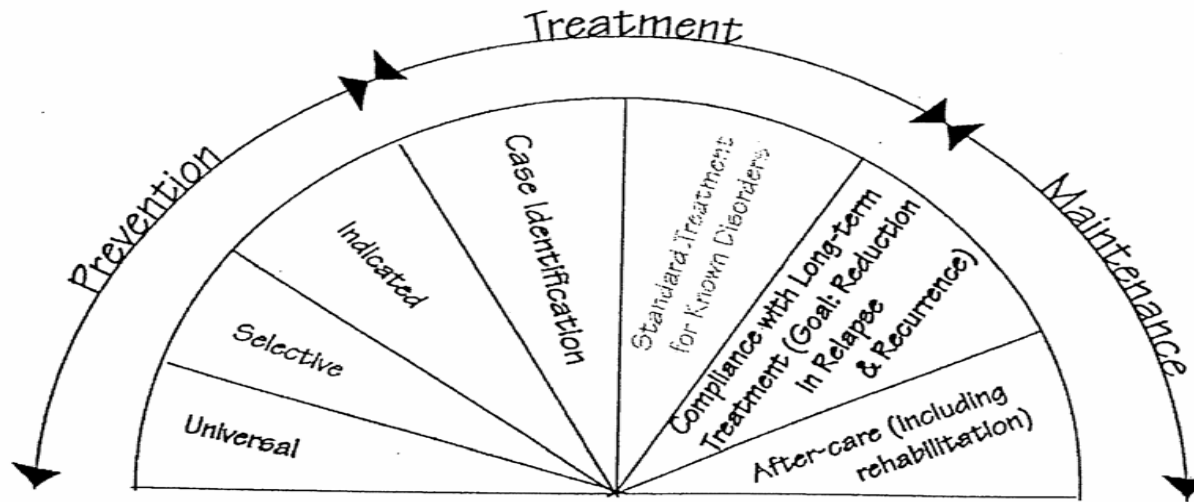 Treatment
Prevention
Maintenance
Universal
Selective
Indicated
Case Identification
Standard Treatment
for Known Disorders
Compliance with Long-term
Treatment (Goal: Reduction
in Relapse
& Recurrence)
After-care (Including
rehabilitation)